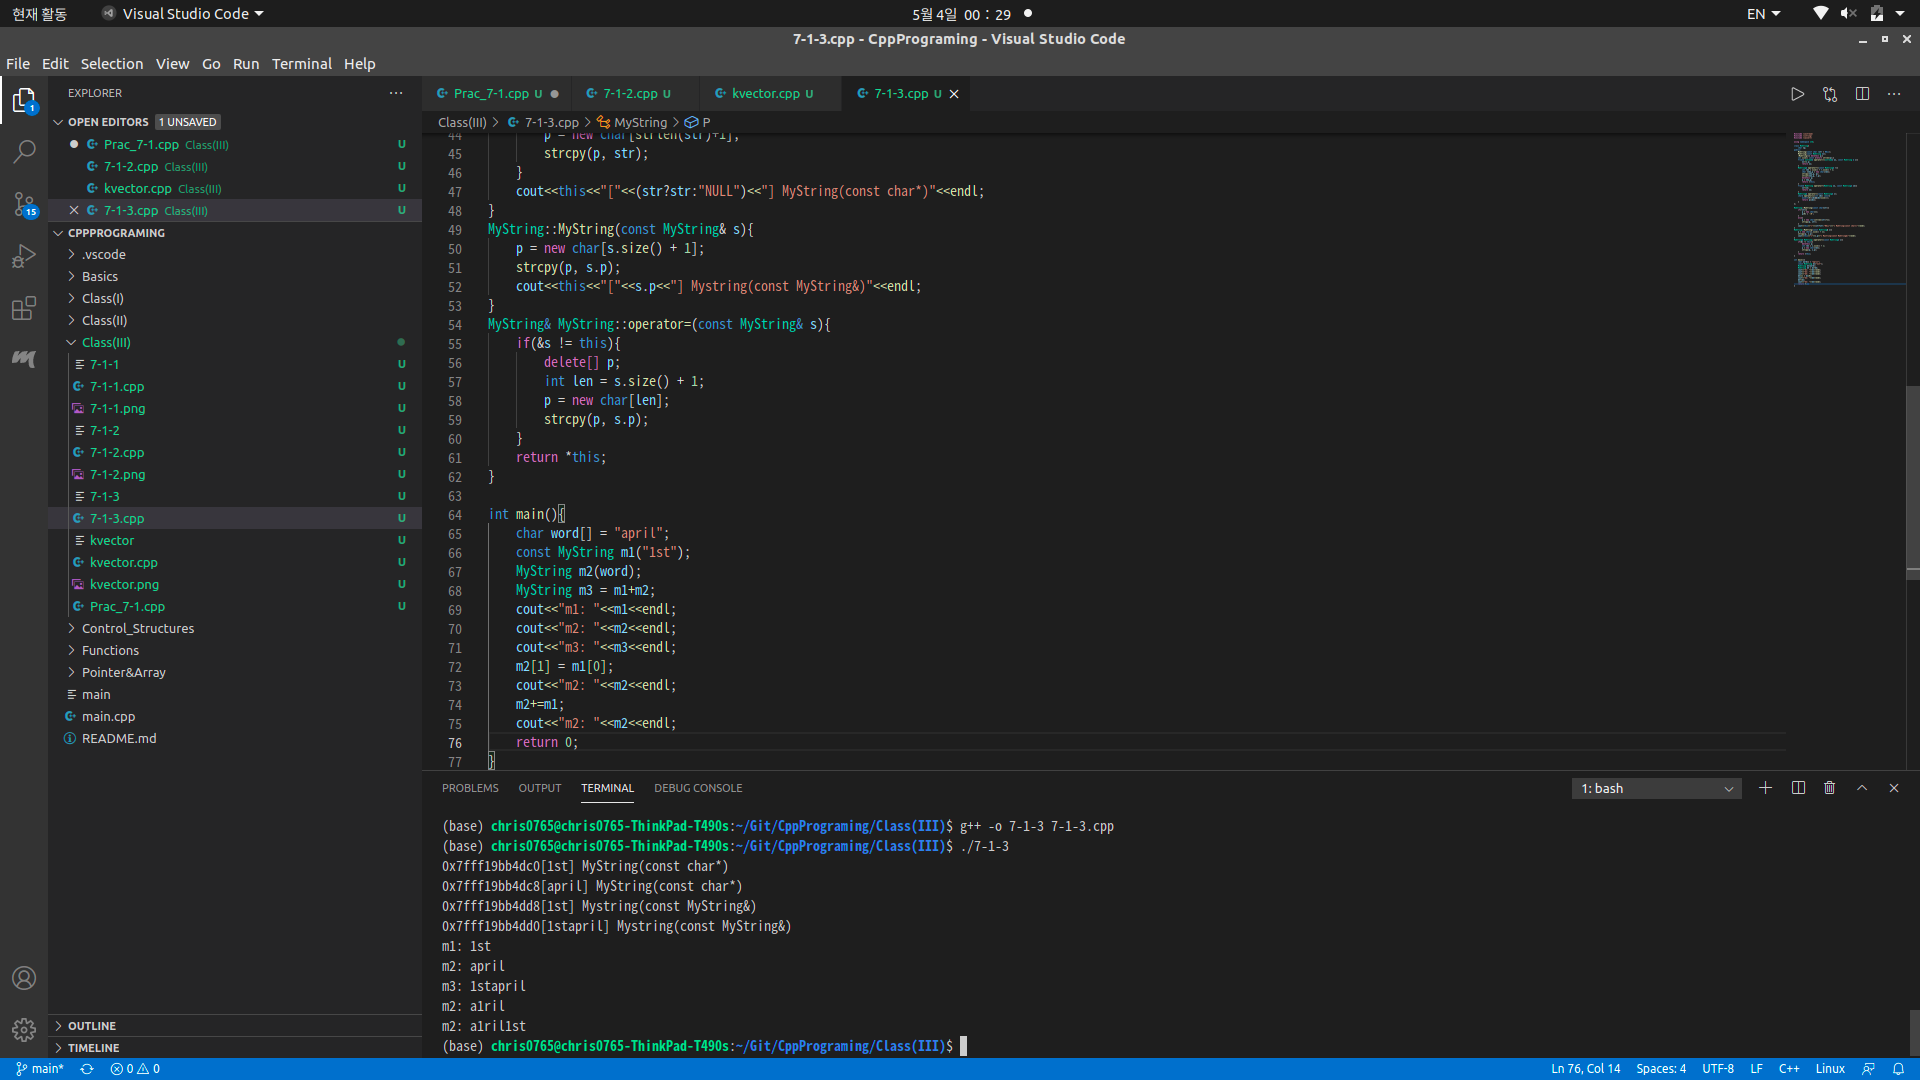 현재 활동
Visual Studio Code
5월 4일 00 : 29
EN
7-1-3.cpp - CppPrograming - Visual Studio Code
File Edit Selection View Go Run Terminal Help
EXPLORER
OPEN EDITORS 1 UNSAVED
Prac_7-1.cpp Class(III) U
7-1-2.cpp Class(III) U
kvector.cpp Class(III) U
7-1-3.cpp Class(III) U
CPPPROGRAMING
.vscode
Basics
Class(I)
Class(II)
Class(III)
7-1-1 U
7-1-1.cpp U
7-1-1.png U
7-1-2 U
7-1-2.cpp U
7-1-2.png U
7-1-3 U
7-1-3.cpp U
kvector U
kvector.cpp U
kvector.png U
Prac_7-1.cpp U
Control_Structures
Functions
Pointer&Array
main
main.cpp
README.md
OUTLINE
TIMELINE
1
15
Prac_7-1.cpp U
7-1-2.cpp U
kvector.cpp U
7-1-3.cpp U
Class(III) > 7-1-3.cpp > MyString > P
44 p = new char[strlen(str)+1];
45 strcpy(p, str);
46 }
47 cout<<this<<"["<<(str?str:"NULL")<<"] MyString(const char*)"<<endl;
48 }
49 MyString::MyString(const MyString& s){
50 p = new char[s.size() + 1];
51 strcpy(p, s.p);
52 cout<<this<<"["<<s.p<<"] Mystring(const MyString&)"<<endl;
53 }
54 MyString& MyString::operator=(const MyString& s){
55 if(&s != this){
56 delete[] p;
57 int len = s.size() + 1;
58 p = new char[len];
59 strcpy(p, s.p);
60 }
61 return *this;
62 }
63
64 int main(){
65 char word[] = "april";
66 const MyString m1("1st");
67 MyString m2(word);
68 MyString m3 = m1+m2;
69 cout<<"m1: "<<m1<<endl;
70 cout<<"m2: "<<m2<<endl;
71 cout<<"m3: "<<m3<<endl;
72 m2[1] = m1[0];
73 cout<<"m2: "<<m2<<endl;
74 m2+=m1;
75 cout<<"m2: "<<m2<<endl;
76 return 0;
77 }
PROBLEMS OUTPUT TERMINAL DEBUG CONSOLE
1: bash
(base) chris0765@chris0765-ThinkPad-T490s:~/Git/CppPrograming/Class(III)$ g++ -o 7-1-3 7-1-3.cpp
(base) chris0765@chris0765-ThinkPad-T490s:~/Git/CppPrograming/Class(III)$ ./7-1-3
0x7fff19bb4dc0[1st] MyString(const char*)
0x7fff19bb4dc8[april] MyString(const char*)
0x7fff19bb4dd8[1st] Mystring(const MyString&)
0x7fff19bb4dd0[1stapril] Mystring(const MyString&)
m1: 1st
m2: april
m3: 1stapril
m2: a1ril
m2: a1ril1st
(base) chris0765@chris0765-ThinkPad-T490s:~/Git/CppPrograming/Class(III)$
main* 0 0
Ln 76, Col 14 Spaces: 4 UTF-8 LF C++ Linux